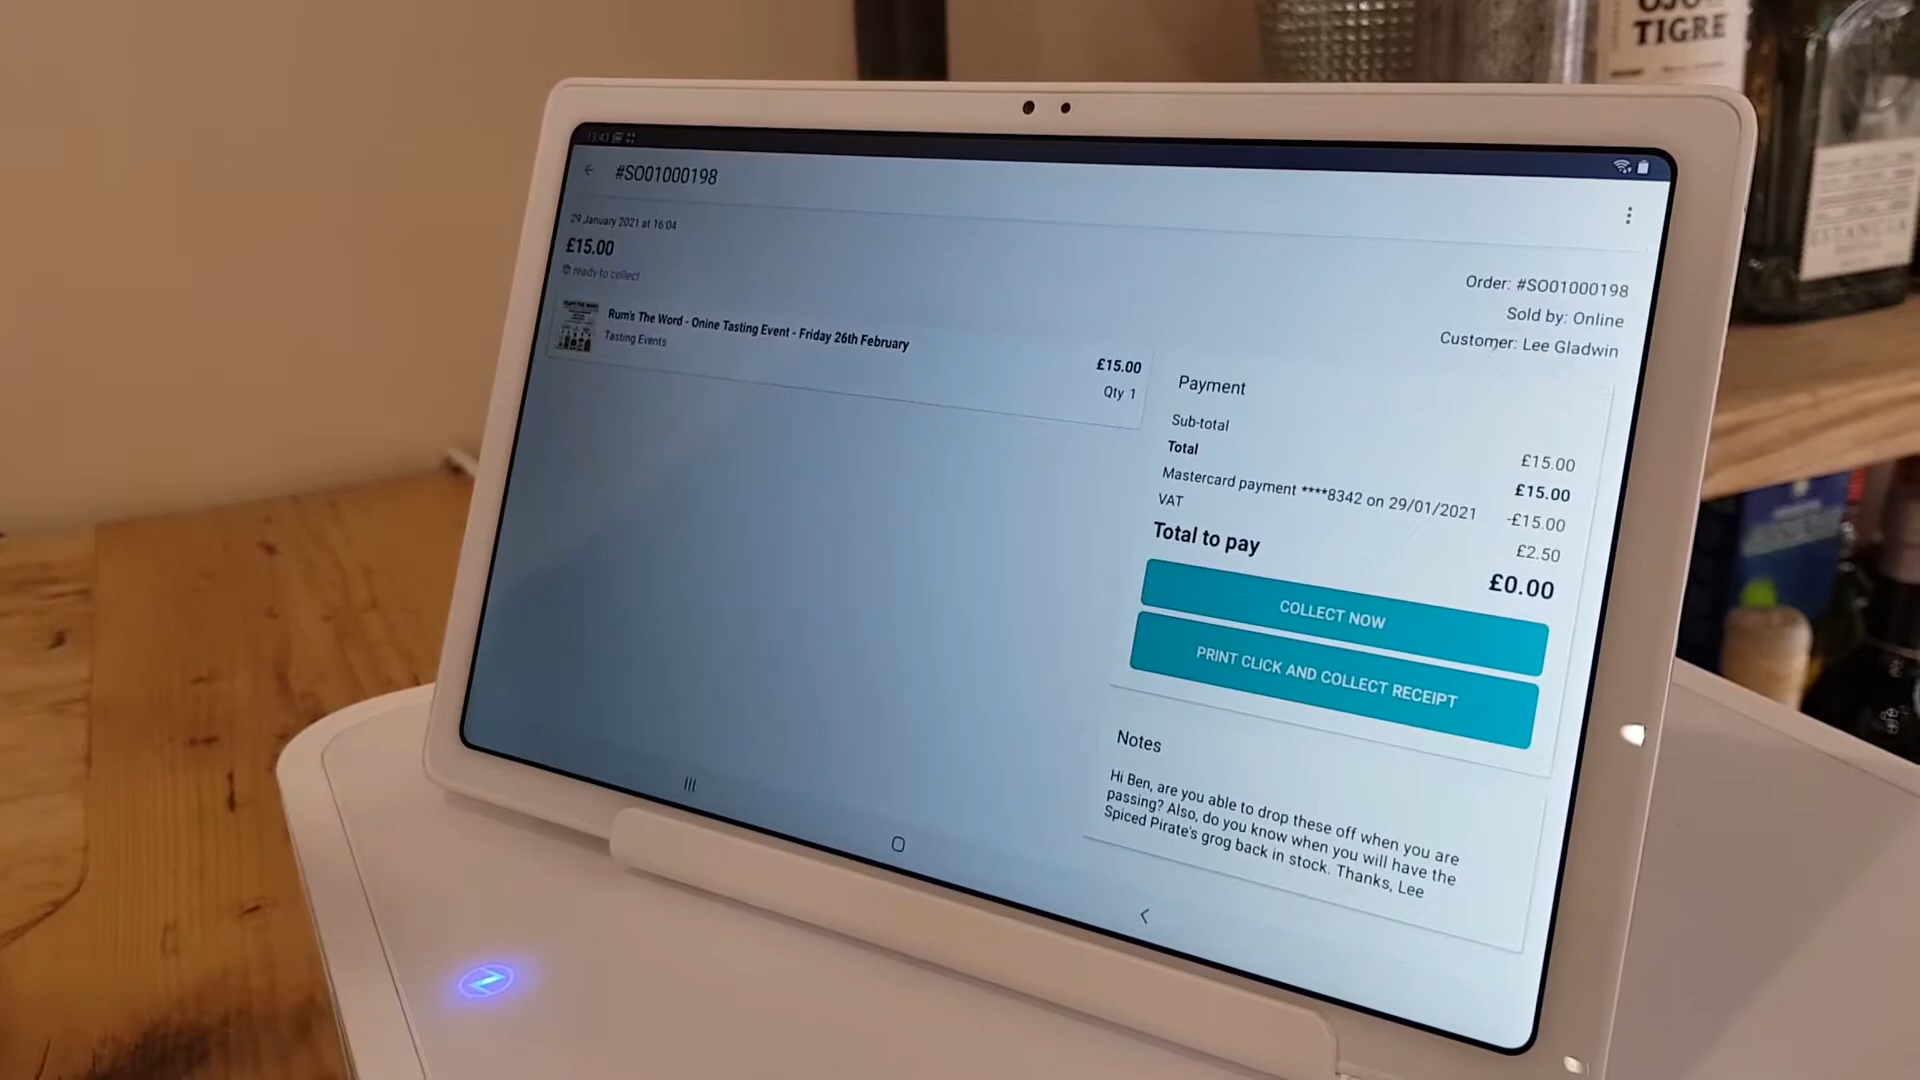 OJO DE
TIGRE
13:43
#SO01000198
29 January 2021 at 16:04
£15.00
ready to collect
Rum's The Word - Onine Tasting Event - Friday 26th February
Tasting Events
£15.00
Qty 1
Order: #SO01000198
Sold by: Online
Customer: Lee Gladwin
Payment
Sub-total £15.00
Total £15.00
Mastercard payment ****8342 on 29/01/2021 -£15.00
VAT £2.50
Total to pay £0.00
COLLECT NOW
PRINT CLICK AND COLLECT RECEIPT
Notes
Hi Ben, are you able to drop these off when you are
passing? Also, do you know when you will have the
Spiced Pirate's grog back in stock. Thanks, Lee
ESTANCIA